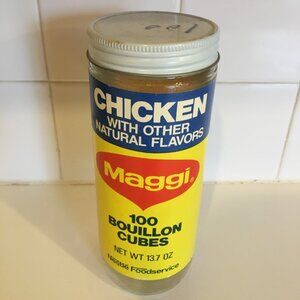 CHICKEN
WITH OTHER
NATURAL FLAVORS
Maggi®
100
BOUILLON
CUBES
NET WT 13.7 OZ
Nestlé Foodservice